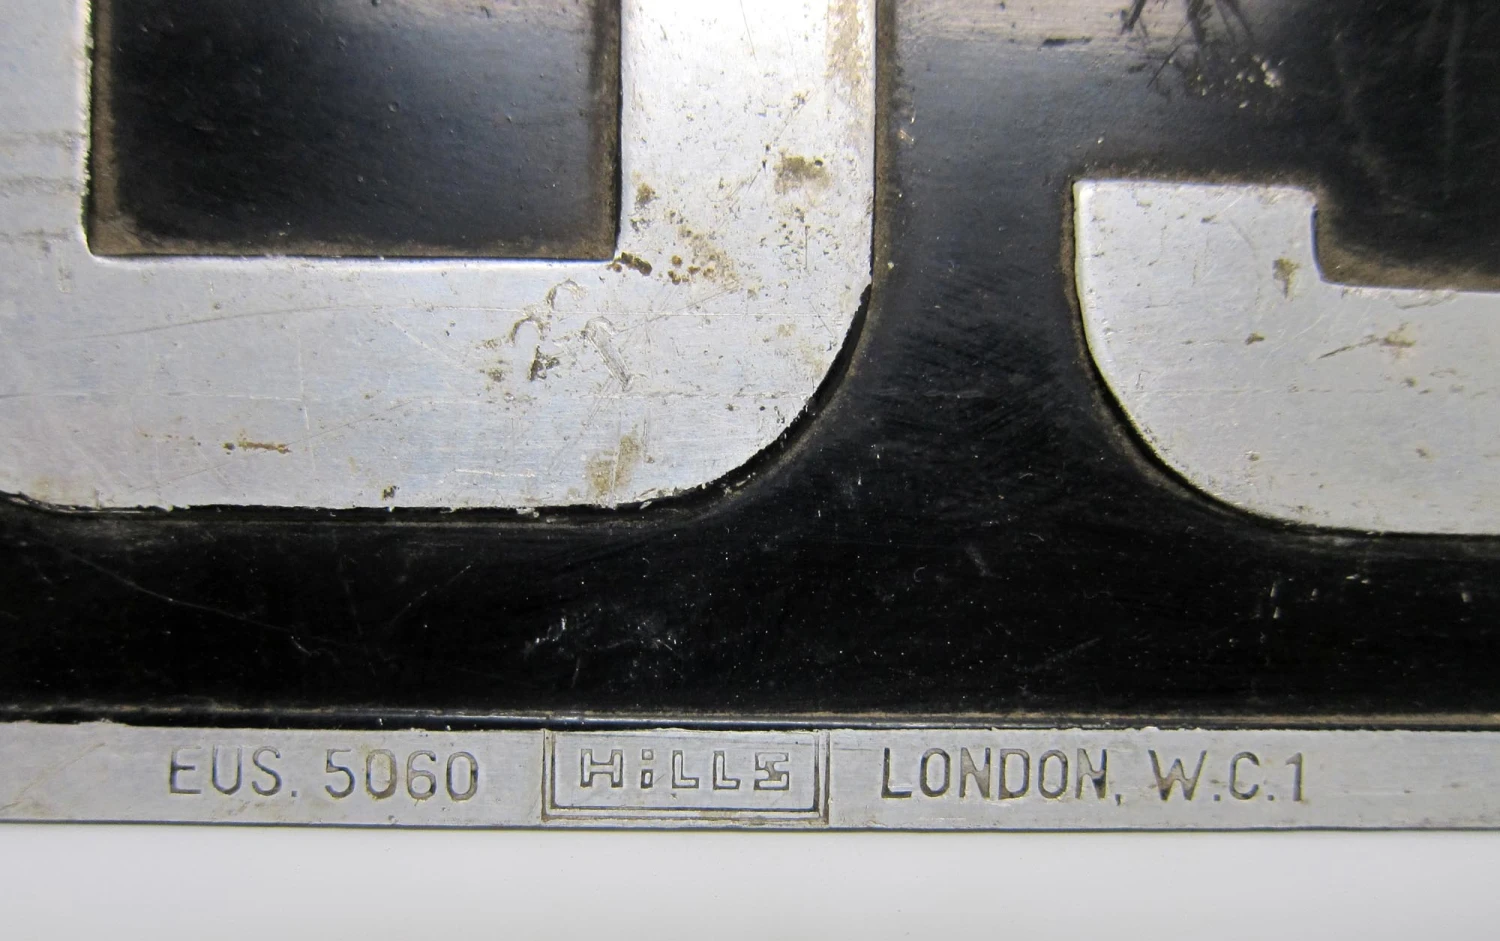 EUS. 5060 HiLLS LONDON, W.C.1